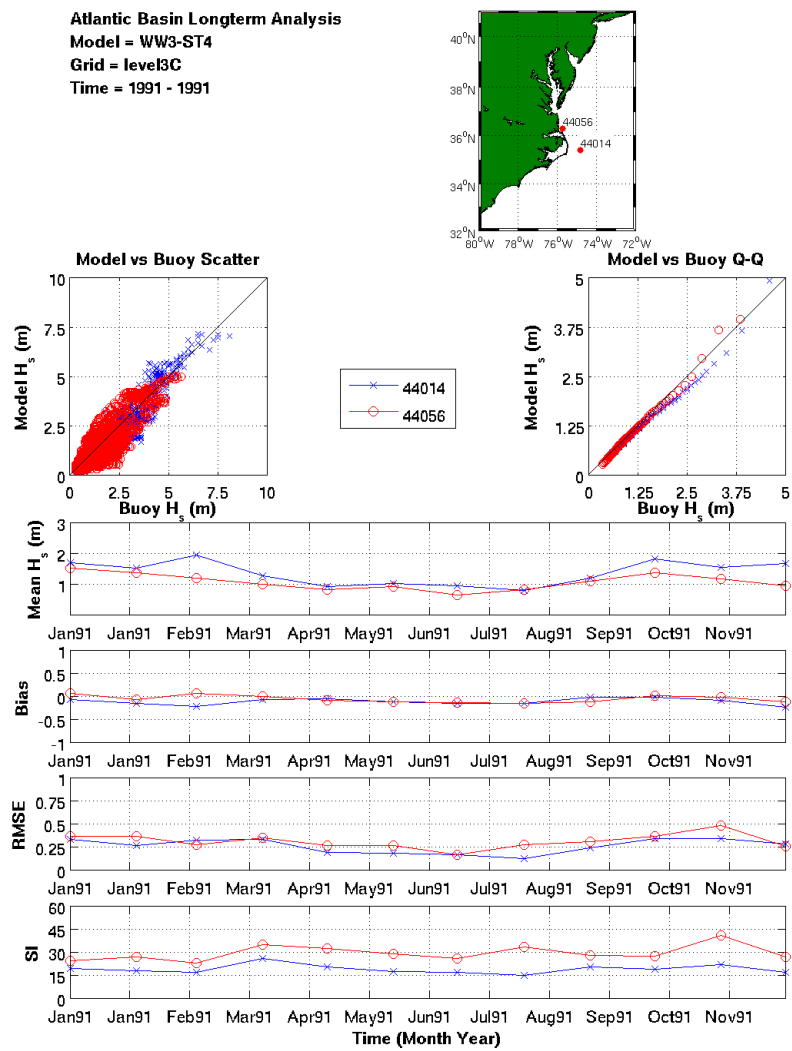 Atlantic Basin Longterm Analysis
Model = WW3-ST4
Grid = level3C
Time = 1991 - 1991
40°N
38°N
36°N
34°N
32°N
80°W 78°W 76°W 74°W 72°W
44056
44014
Model vs Buoy Scatter
Model Hs (m)
10
7.5
5
2.5
0
0 2.5 5 7.5 10
Buoy Hs (m)
44014
44056
Model vs Buoy Q-Q
Model Hs (m)
5
3.75
2.5
1.25
0
0 1.25 2.5 3.75 5
Buoy Hs (m)
Mean Hs (m)
3
2
1
Jan91 Jan91 Feb91 Mar91 Apr91 May91 Jun91 Jul91 Aug91 Sep91 Oct91 Nov91
Bias
1
0.5
0
-0.5
-1
Jan91 Jan91 Feb91 Mar91 Apr91 May91 Jun91 Jul91 Aug91 Sep91 Oct91 Nov91
RMSE
1
0.75
0.5
0.25
0
Jan91 Jan91 Feb91 Mar91 Apr91 May91 Jun91 Jul91 Aug91 Sep91 Oct91 Nov91
SI
60
45
30
15
0
Jan91 Jan91 Feb91 Mar91 Apr91 May91 Jun91 Jul91 Aug91 Sep91 Oct91 Nov91
Time (Month Year)